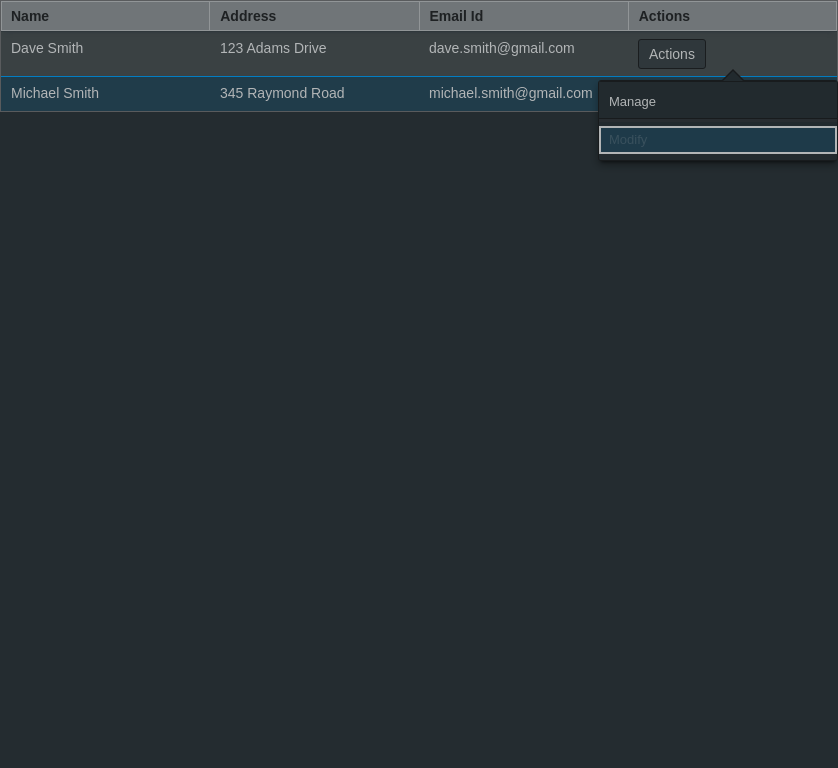 Name Address Email Id Actions
Dave Smith 123 Adams Drive dave.smith@gmail.com Actions
Michael Smith 345 Raymond Road michael.smith@gmail.com
Manage
Modify